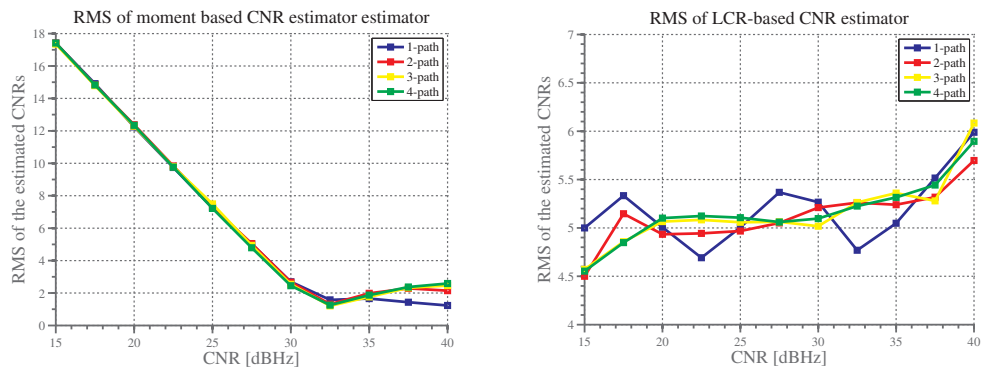 RMS of moment based CNR estimator estimator
18
16
14
12
10
8
6
4
2
0
RMS of the estimated CNRs
1-path
2-path
3-path
4-path
15
20
25
30
35
40
CNR [dBHz]
RMS of LCR-based CNR estimator
7
6.5
6
5.5
5
4.5
4
RMS of the estimated CNRs
1-path
2-path
3-path
4-path
15
20
25
30
35
40
CNR [dBHz]